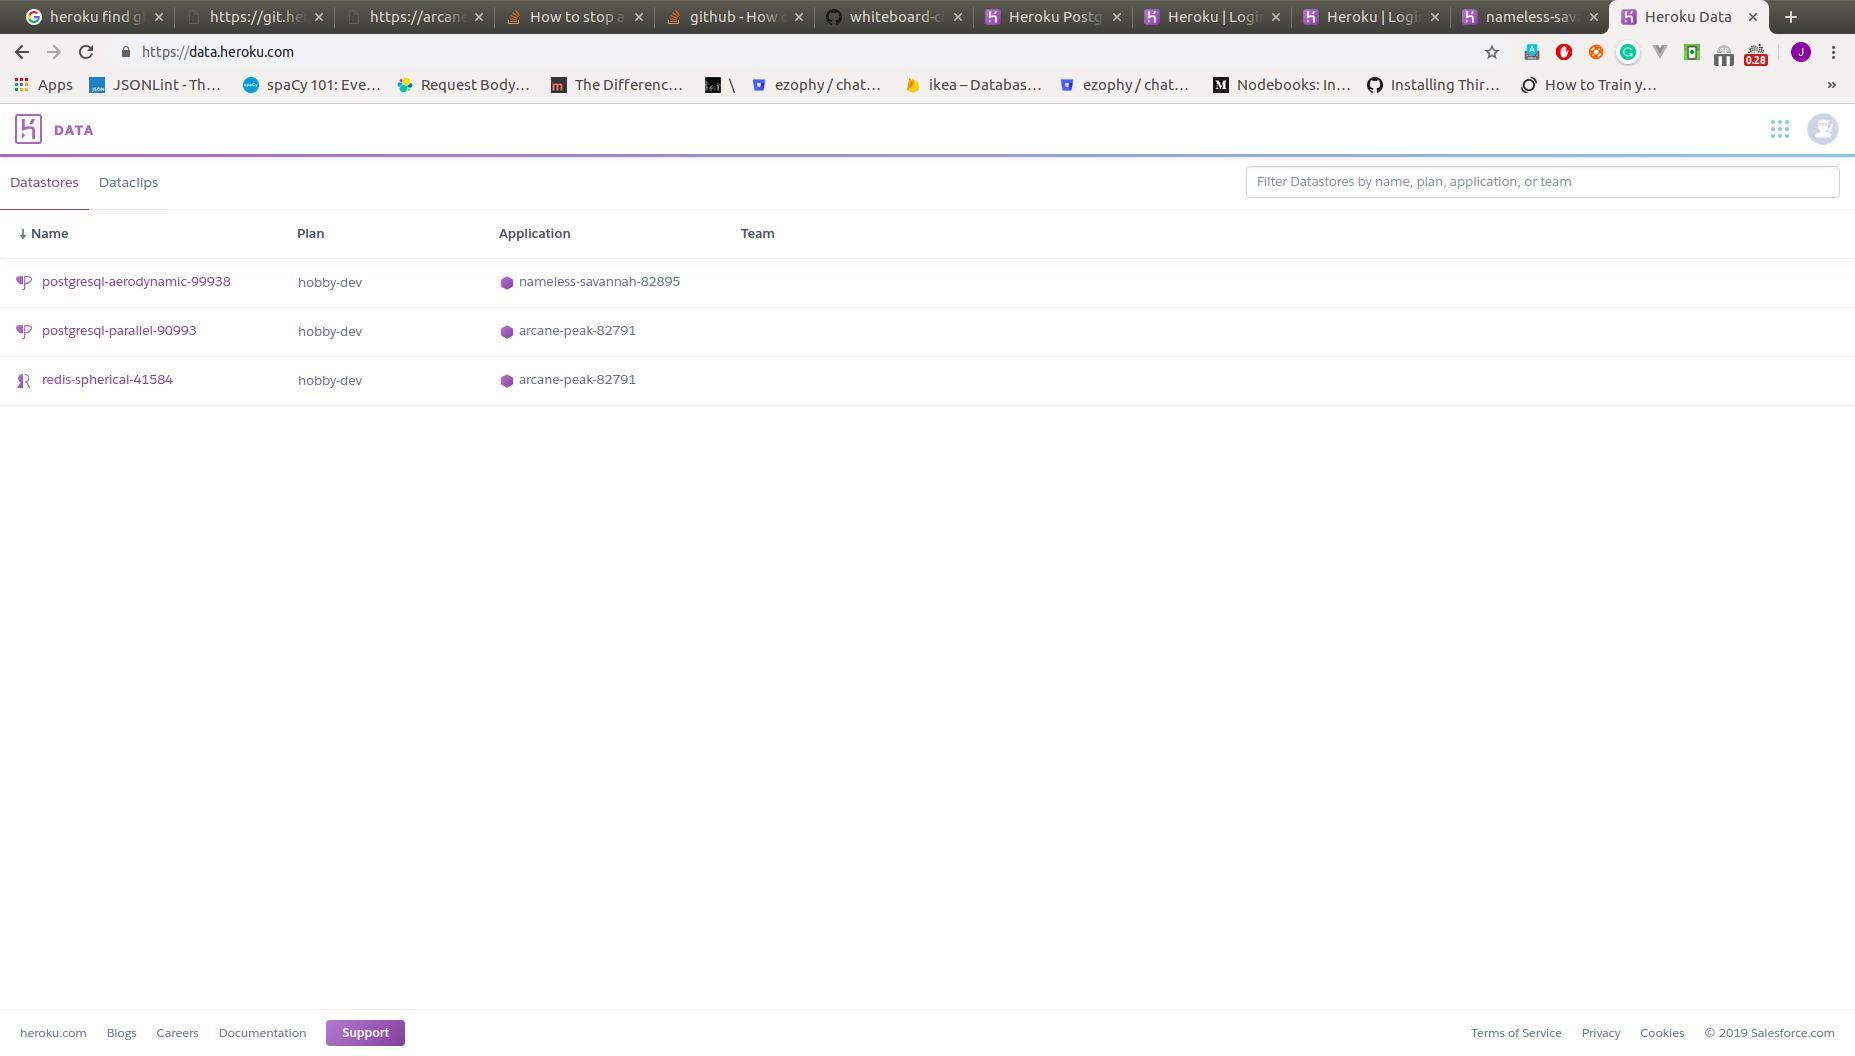 heroku find g https://git.he https://arcane How to stop a github - How whiteboard-c Heroku Postg Heroku | Logi Heroku | Logi nameless-sav Heroku Data
https://data.heroku.com 0.28 J
Apps JSONLint - Th... spaCy 101: Eve... Request Body... The Differenc... \ ezophy / chat... ikea – Databas... ezophy / chat... Nodebooks: In... Installing Thir... How to Train y... »
DATA
Datastores Dataclips Filter Datastores by name, plan, application, or team
Name Plan Application Team
postgresql-aerodynamic-99938 hobby-dev nameless-savannah-82895
postgresql-parallel-90993 hobby-dev arcane-peak-82791
redis-spherical-41584 hobby-dev arcane-peak-82791
heroku.com Blogs Careers Documentation Support Terms of Service Privacy Cookies © 2019 Salesforce.com